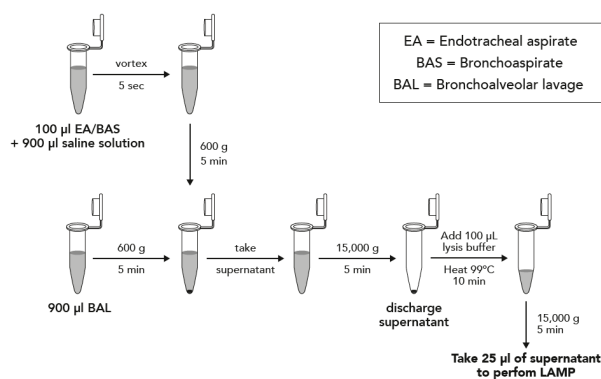 EA = Endotracheal aspirate
BAS = Bronchoaspirate
BAL = Bronchoalveolar lavage
vortex
5 sec
100 µl EA/BAS
+ 900 µl saline solution
600 g
5 min
600 g
5 min
take
supernatant
15,000 g
5 min
Add 100 µL
lysis buffer
Heat 99ºC
10 min
900 µl BAL
discharge
supernatant
15,000 g
5 min
Take 25 µl of supernatant
to perfom LAMP